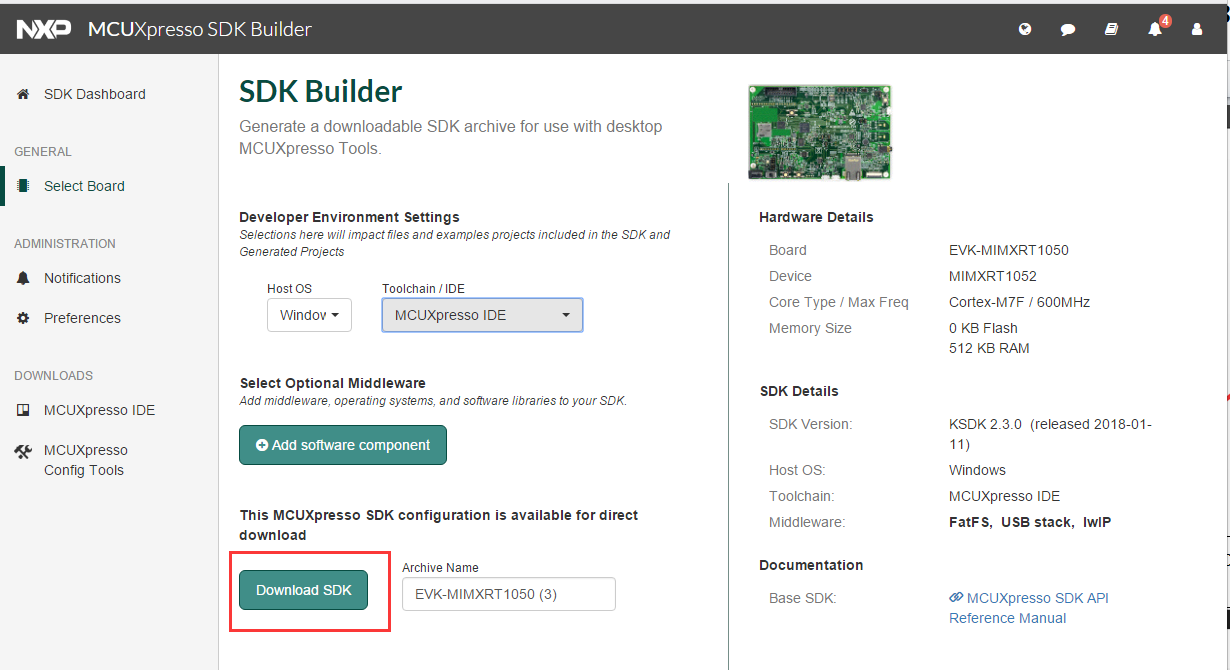 NXP MCUXpresso SDK Builder
4
SDK Dashboard
GENERAL
Select Board
ADMINISTRATION
Notifications
Preferences
DOWNLOADS
MCUXpresso IDE
MCUXpresso
Config Tools
SDK Builder
Generate a downloadable SDK archive for use with desktop
MCUXpresso Tools.
Developer Environment Settings
Selections here will impact files and examples projects included in the SDK and
Generated Projects
Host OS
Toolchain / IDE
Window
MCUXpresso IDE
Select Optional Middleware
Add middleware, operating systems, and software libraries to your SDK.
Add software component
This MCUXpresso SDK configuration is available for direct
download
Archive Name
Download SDK
EVK-MIMXRT1050 (3)
Hardware Details
Board EVK-MIMXRT1050
Device MIMXRT1052
Core Type / Max Freq Cortex-M7F / 600MHz
Memory Size 0 KB Flash
512 KB RAM
SDK Details
SDK Version: KSDK 2.3.0 (released 2018-01-
11)
Host OS: Windows
Toolchain: MCUXpresso IDE
Middleware: FatFS, USB stack, lwIP
Documentation
Base SDK: MCUXpresso SDK API
Reference Manual